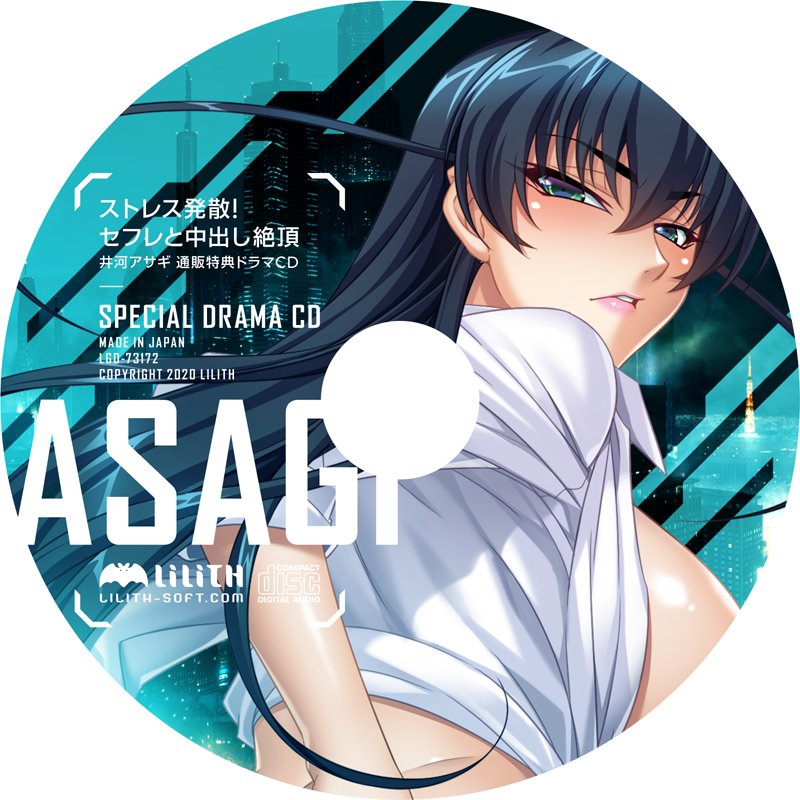 ストレス発散!
セフレと中出し絶頂
井河アサギ 通販特典ドラマCD
SPECIAL DRAMA CD
MADE IN JAPAN
LGD-73172
COPYRIGHT 2020 LILITH
ASAGI
LiLiTH
LILITH-SOFT.COM
COMPACT
disc
DIGITAL AUDIO